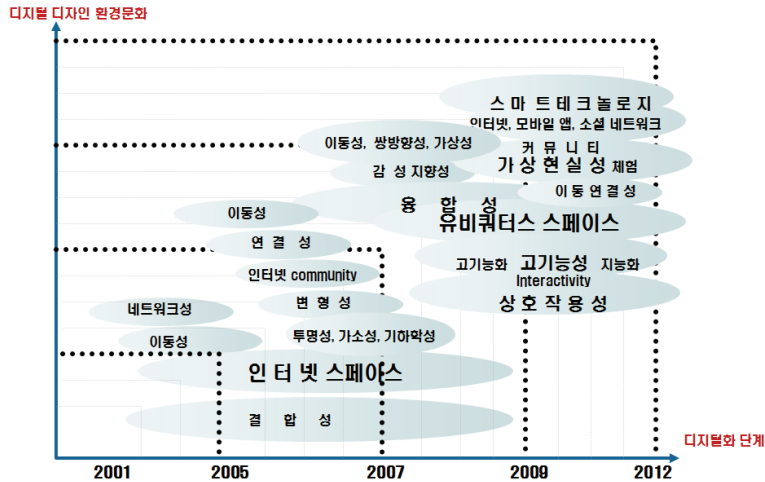 디지털 디자인 환경문화
스 마 트 테 크 놀 로 지
인터넷, 모바일 앱, 소셜 네트워크
이동성, 쌍방향성, 가상성
커 뮤 니 티
가 상 현 실 성 체험
감 성 지향성
이 동 연 결 성
융 합 성
이동성
유비쿼터스 스페이스
연 결 성
고기능화 고기능성 지능화
인터넷 community
Interactivity
변 형 성
상 호 작 용 성
네트워크성
투명성, 가소성, 기하학성
이동성
인 터 넷 스페이스
결 합 성
디지털화 단계
2001 2005 2007 2009 2012